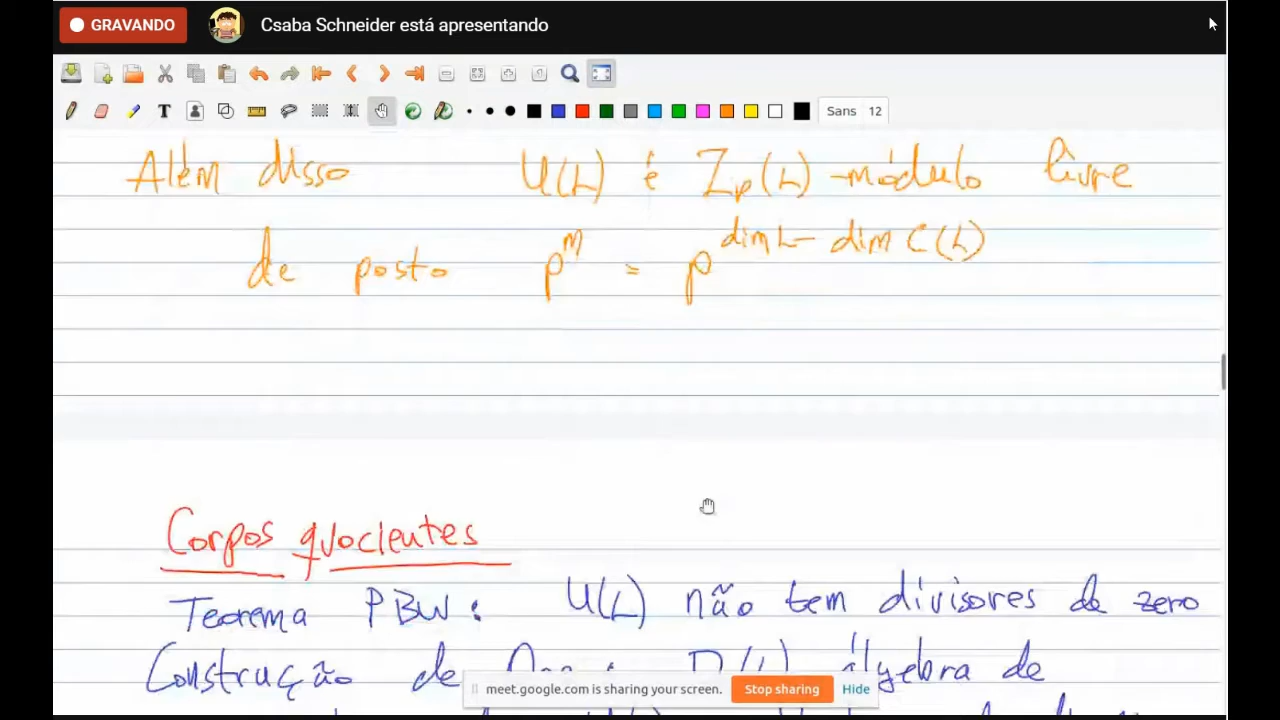 GRAVANDO Csaba Schneider está apresentando
T Sans 12
Além disso U(L) é Zp(L)-módulo livre
de posto p^m = p^(dim L - dim C(L))
Corpos quocientes
Teorema PBW: U(L) não tem divisores de zero
Construção de álgebra de
meet.google.com is sharing your screen. Stop sharing Hide